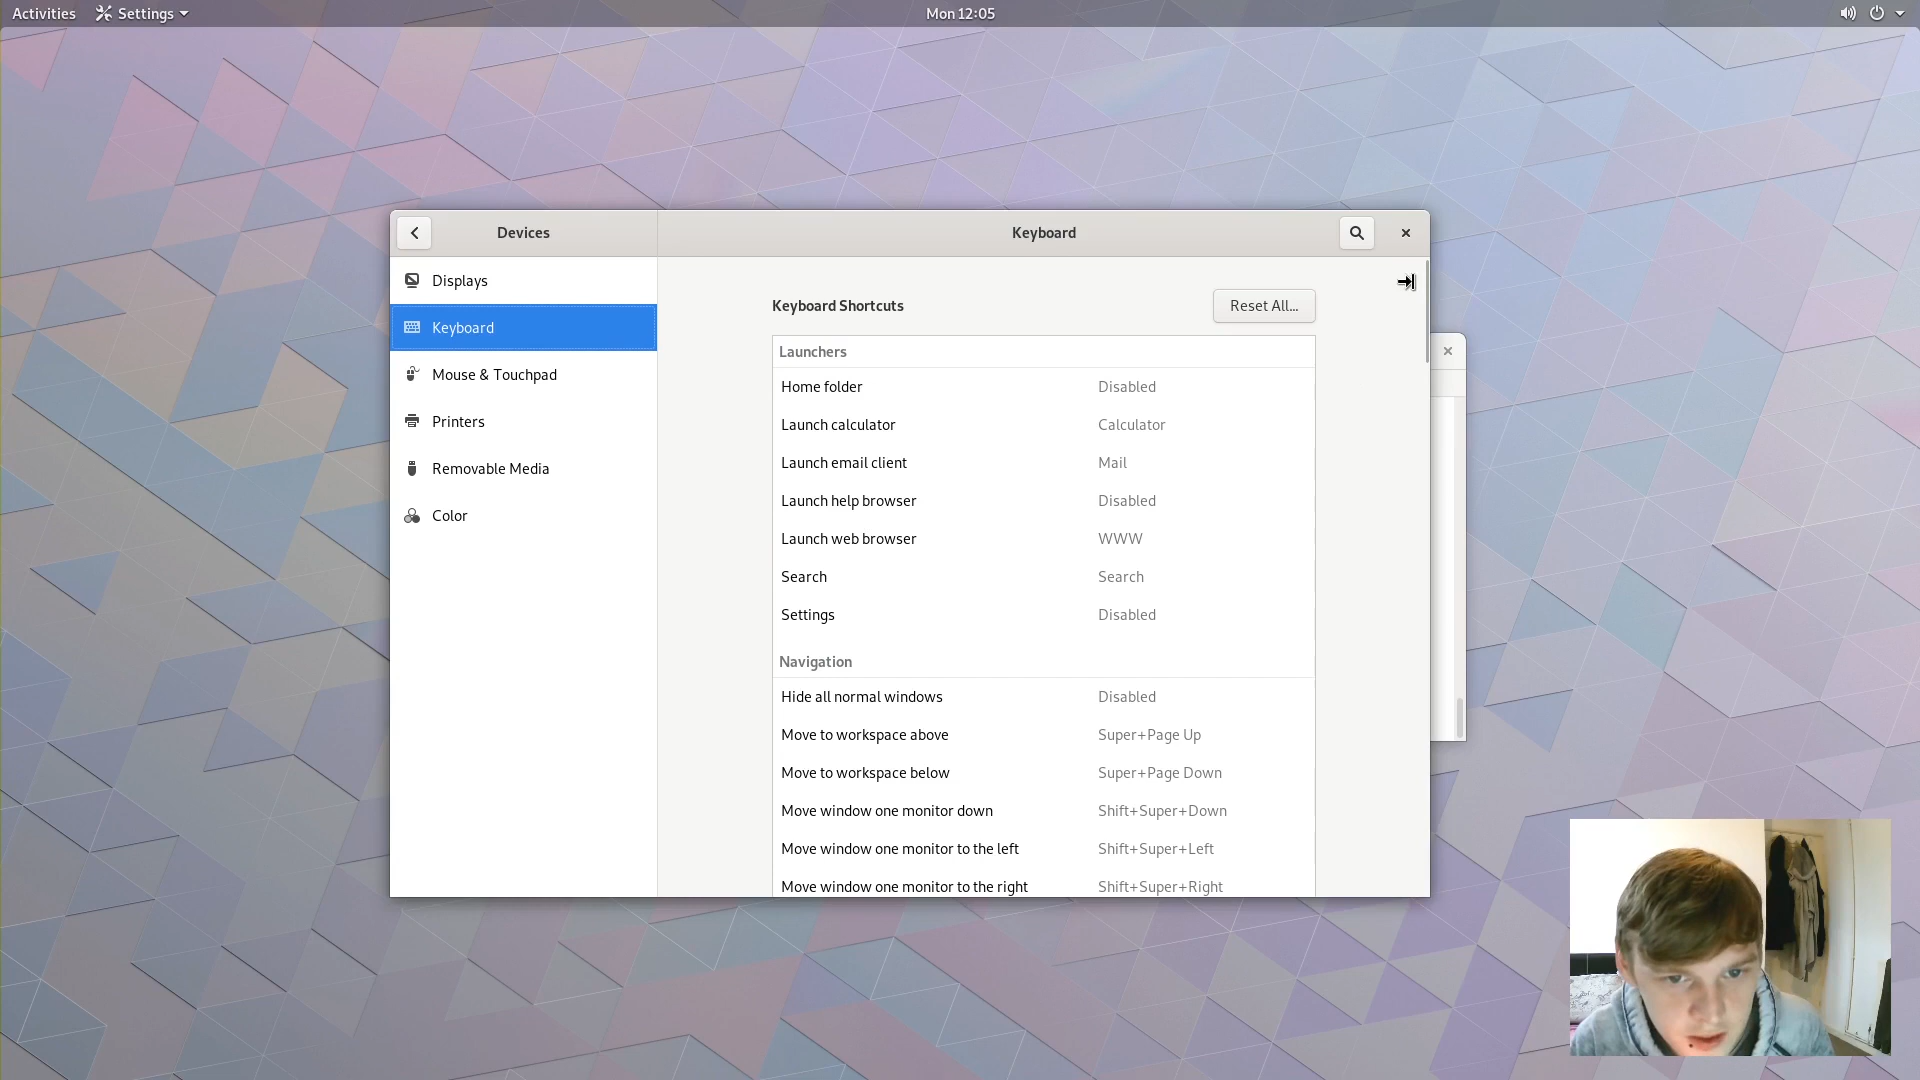 Activities Settings Mon 12:05
Devices Keyboard
Displays
Keyboard
Mouse & Touchpad
Printers
Removable Media
Color
Keyboard Shortcuts Reset All...
Launchers
Home folder Disabled
Launch calculator Calculator
Launch email client Mail
Launch help browser Disabled
Launch web browser WWW
Search Search
Settings Disabled
Navigation
Hide all normal windows Disabled
Move to workspace above Super+Page Up
Move to workspace below Super+Page Down
Move window one monitor down Shift+Super+Down
Move window one monitor to the left Shift+Super+Left
Move window one monitor to the right Shift+Super+Right